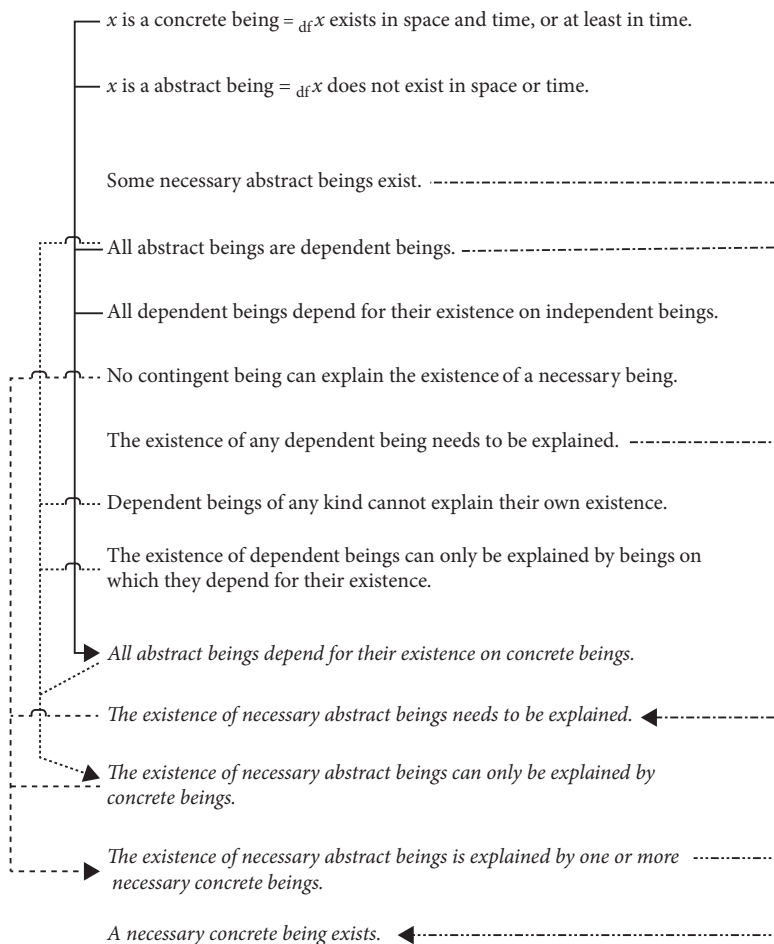 x is a concrete being = df x exists in space and time, or at least in time.
x is a abstract being = df x does not exist in space or time.
Some necessary abstract beings exist.
All abstract beings are dependent beings.
All dependent beings depend for their existence on independent beings.
No contingent being can explain the existence of a necessary being.
The existence of any dependent being needs to be explained.
Dependent beings of any kind cannot explain their own existence.
The existence of dependent beings can only be explained by beings on
which they depend for their existence.
All abstract beings depend for their existence on concrete beings.
The existence of necessary abstract beings needs to be explained.
The existence of necessary abstract beings can only be explained by
concrete beings.
The existence of necessary abstract beings is explained by one or more
necessary concrete beings.
A necessary concrete being exists.